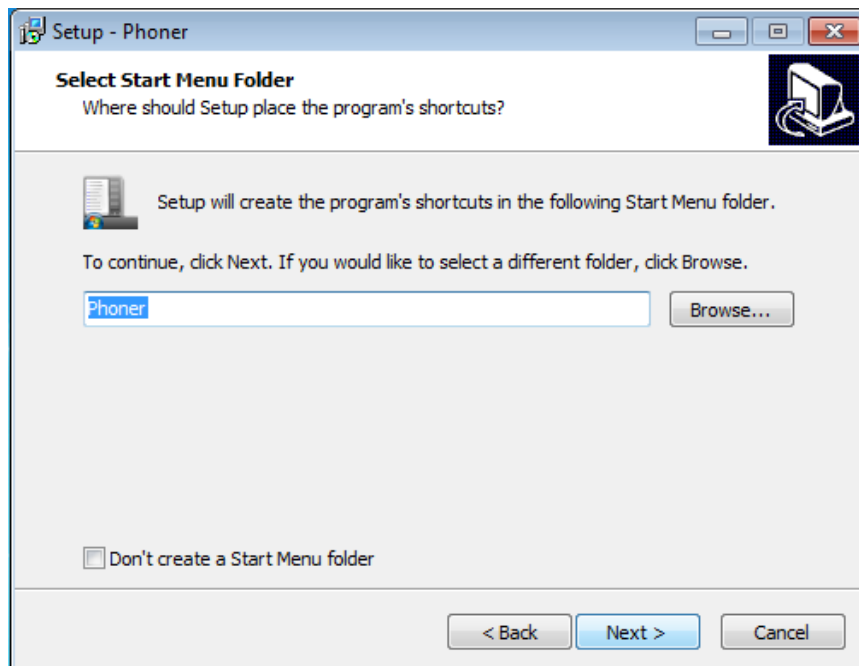 Setup - Phoner
Select Start Menu Folder
Where should Setup place the program's shortcuts?
Setup will create the program's shortcuts in the following Start Menu folder.
To continue, click Next. If you would like to select a different folder, click Browse.
Phoner
Browse...
Don't create a Start Menu folder
< Back
Next >
Cancel